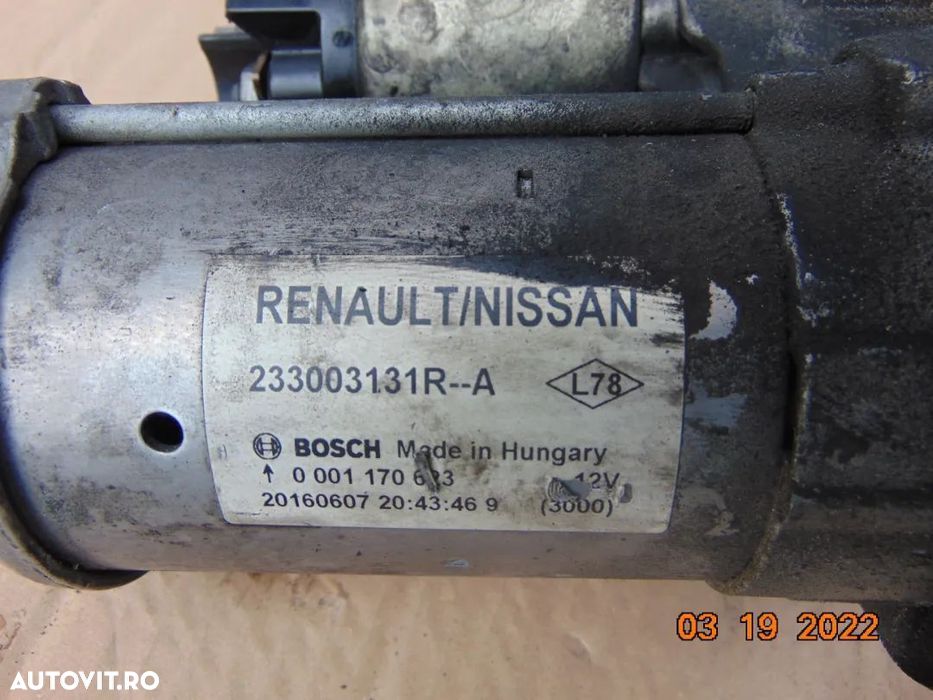 RENAULT/NISSAN
233003131R--A L78
BOSCH Made in Hungary
0 001 170 12V
20160607 20:43:46 9 (3000)
03 19 2022
AUTOVIT.RO